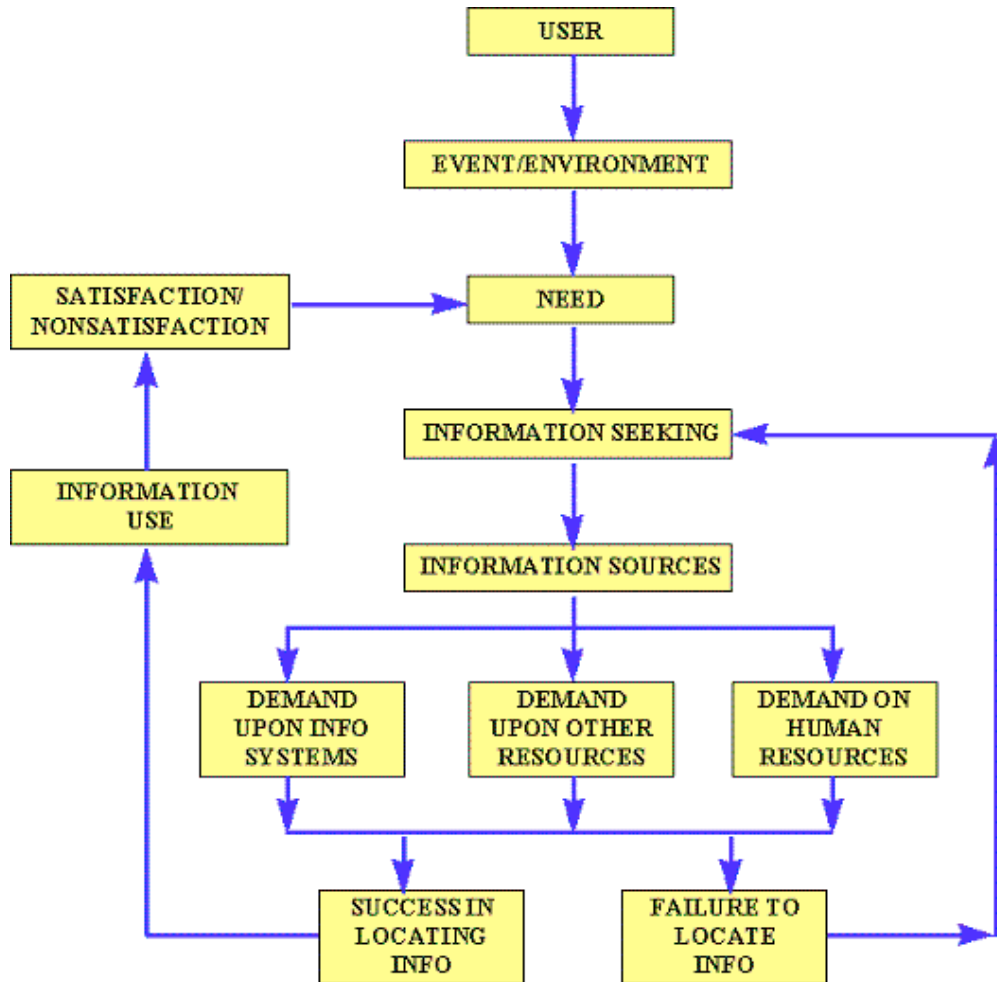 USER
EVENT/ENVIRONMENT
SATISFACTION/
NONSATISFACTION
NEED
INFORMATION SEEKING
INFORMATION
USE
INFORMATION SOURCES
DEMAND
UPON INFO
SYSTEMS
DEMAND
UPON OTHER
RESOURCES
DEMAND ON
HUMAN
RESOURCES
SUCCESS IN
LOCATING
INFO
FAILURE TO
LOCATE
INFO